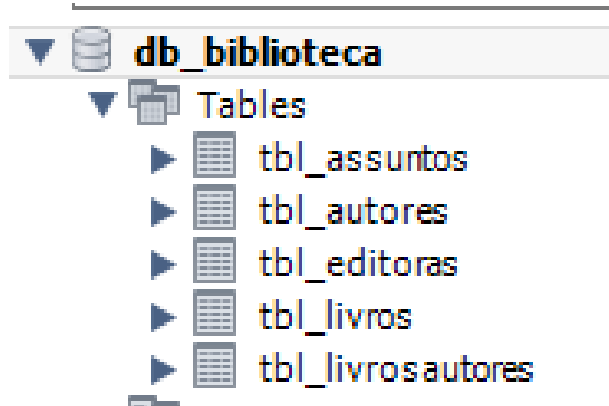 db_biblioteca
Tables
tbl_assuntos
tbl_autores
tbl_editoras
tbl_livros
tbl_livrosautores